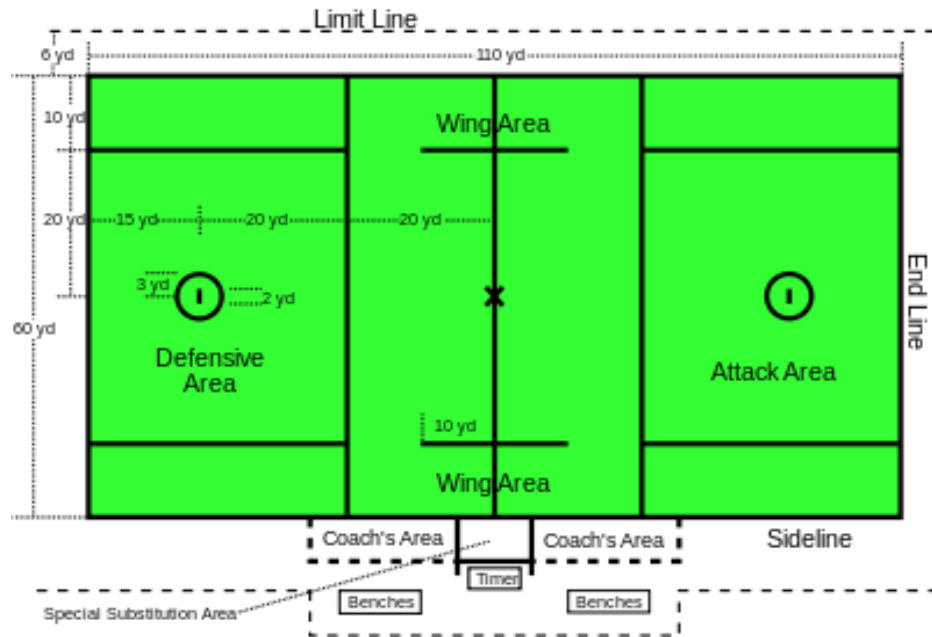 Limit Line
6 yd
110 yd
10 yd
Wing Area
20 yd
15 yd
20 yd
20 yd
3 yd
2 yd
End Line
60 yd
Defensive
Area
Attack Area
10 yd
Wing Area
Coach's Area
Coach's Area
Sideline
Timer
Benches
Benches
Special Substitution Area